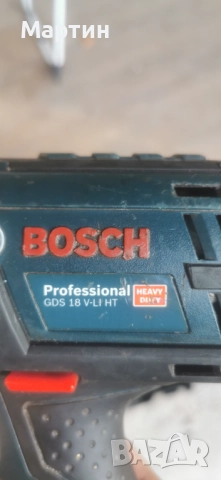 Мартин
BOSCH
Professional HEAVY
GDS 18 V-LI HT DUTY
BAZAR